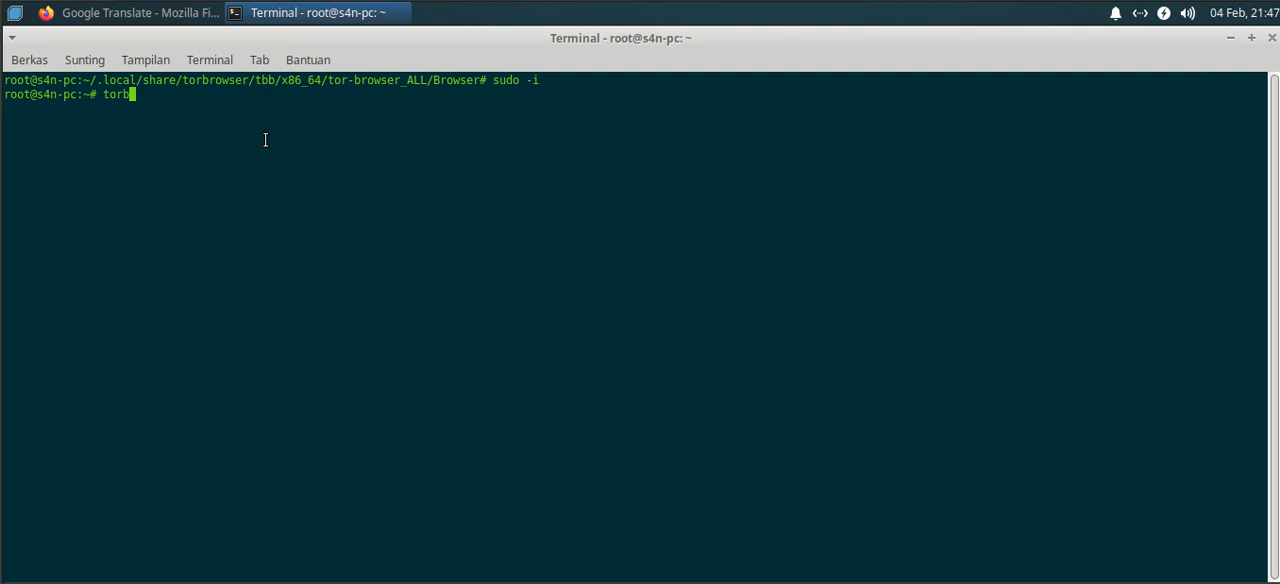 Google Translate - Mozilla Fi...
Terminal - root@s4n-pc: ~
04 Feb, 21:47
Terminal - root@s4n-pc: ~
Berkas Sunting Tampilan Terminal Tab Bantuan
root@s4n-pc:~/.local/share/torbrowser/tbb/x86_64/tor-browser_ALL/Browser# sudo -i
root@s4n-pc:~# torb